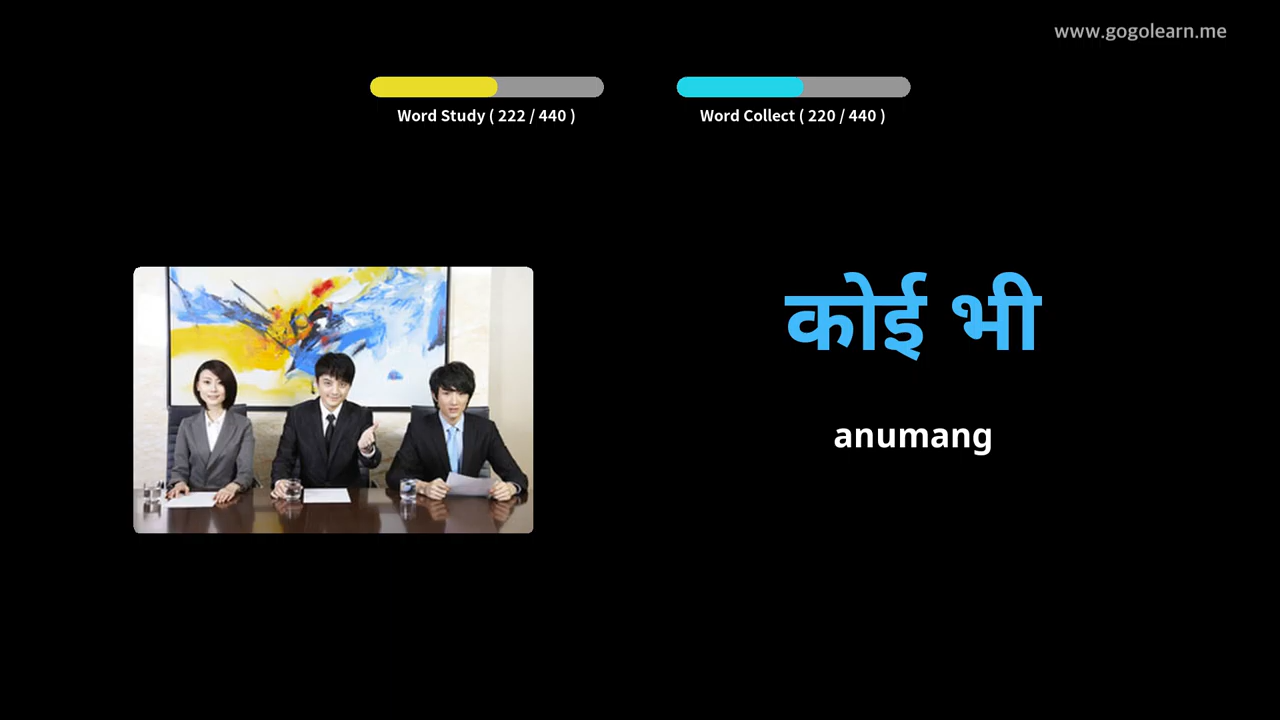 www.gogolearn.me
Word Study ( 222 / 440 )
Word Collect ( 220 / 440 )
कोई भी
anumang